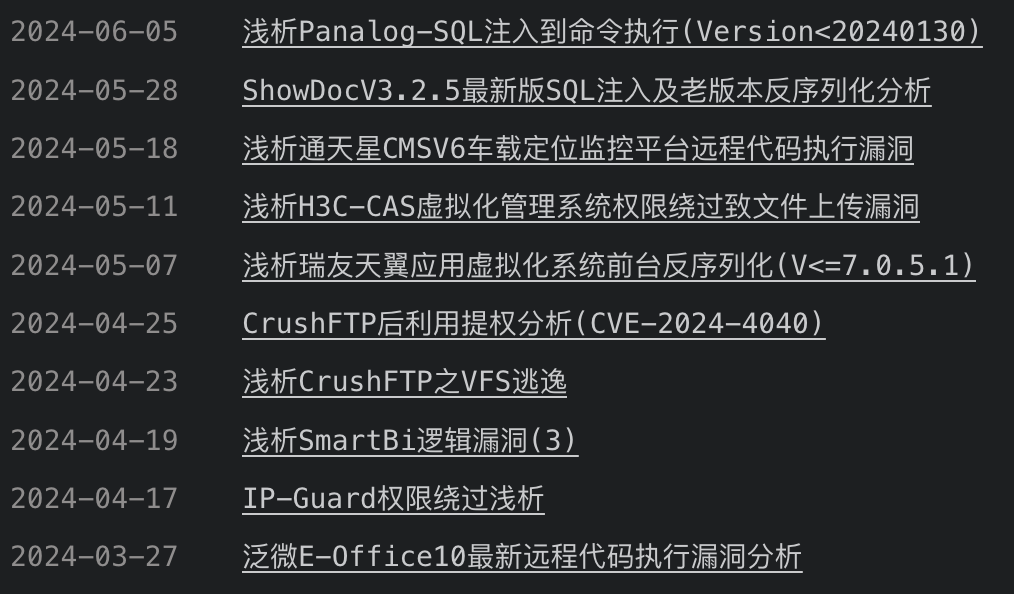 2024-06-05 浅析Panalog-SQL注入到命令执行(Version<20240130)
2024-05-28 ShowDocV3.2.5最新版SQL注入及老版本反序列化分析
2024-05-18 浅析通天星CMSV6车载定位监控平台远程代码执行漏洞
2024-05-11 浅析H3C-CAS虚拟化管理系统权限绕过致文件上传漏洞
2024-05-07 浅析瑞友天翼应用虚拟化系统前台反序列化(V<=7.0.5.1)
2024-04-25 CrushFTP后利用提权分析(CVE-2024-4040)
2024-04-23 浅析CrushFTP之VFS逃逸
2024-04-19 浅析SmartBi逻辑漏洞(3)
2024-04-17 IP-Guard权限绕过浅析
2024-03-27 泛微E-Office10最新远程代码执行漏洞分析